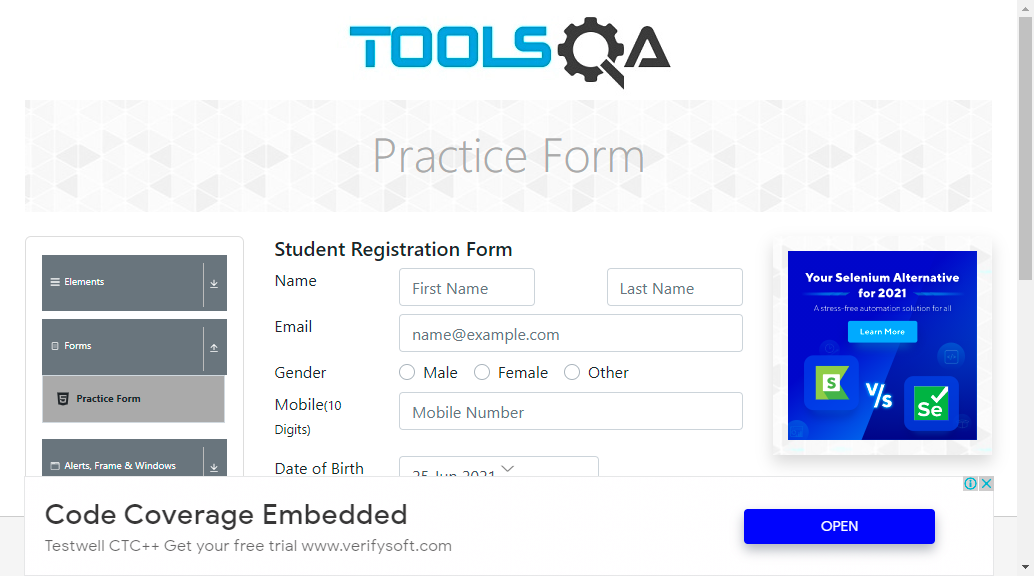 TOOLSQA
Practice Form
Elements
Forms
Practice Form
Alerts, Frame & Windows
Student Registration Form
Name
First Name
Last Name
Email
name@example.com
Gender
Male
Female
Other
Mobile(10
Digits)
Mobile Number
Date of Birth
25 Jun 2021
Your Selenium Alternative
for 2021
A stress-free automation solution for all
Learn More
S
V/s
Se
Code Coverage Embedded
Testwell CTC++ Get your free trial www.verifysoft.com
OPEN